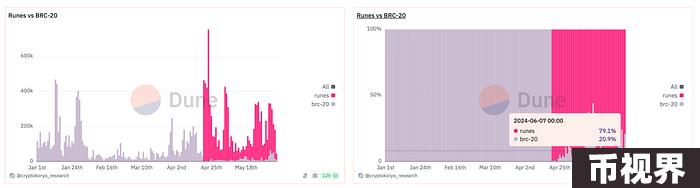 Runes vs BRC-20
600k
400k
200k
0
Jan 1st
Jan 24th
Feb 16th
Mar 10th
Apr 2nd
Apr 25th
May 18th
All
runes
brc-20
Dune
@cryptokoryo_research
12h
Runes vs BRC-20
100%
50%
0
Jan 1st
Jan 24th
Feb 16th
Mar 10th
Apr 2nd
Apr 25th
All
runes
brc-20
Dune
2024-06-07 00:00
runes 79.1%
brc-20 20.9%
@cryptokoryo_research
币视界